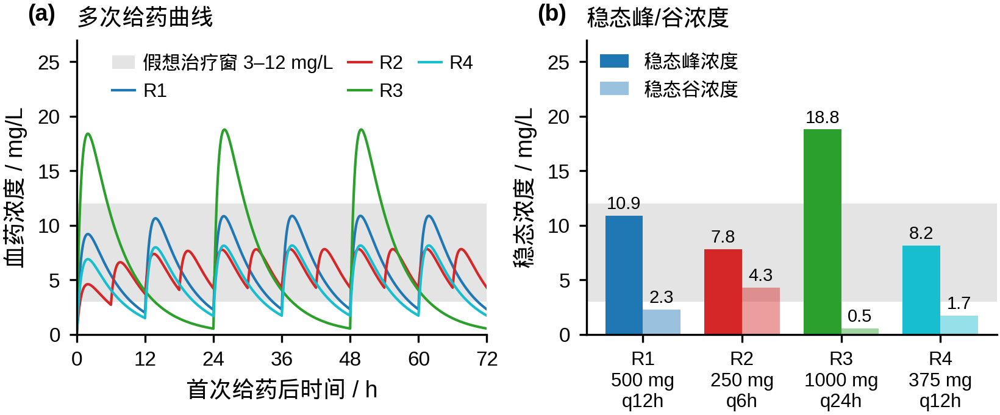 (a) 多次给药曲线
血药浓度 / mg/L
25
20
15
10
5
0
假想治疗窗 3–12 mg/L
R1
R2
R3
R4
0 12 24 36 48 60 72
首次给药后时间 / h
(b) 稳态峰/谷浓度
稳态浓度 / mg/L
25
20
15
10
5
0
稳态峰浓度
稳态谷浓度
10.9
2.3
7.8
4.3
18.8
0.5
8.2
1.7
R1
500 mg
q12h
R2
250 mg
q6h
R3
1000 mg
q24h
R4
375 mg
q12h